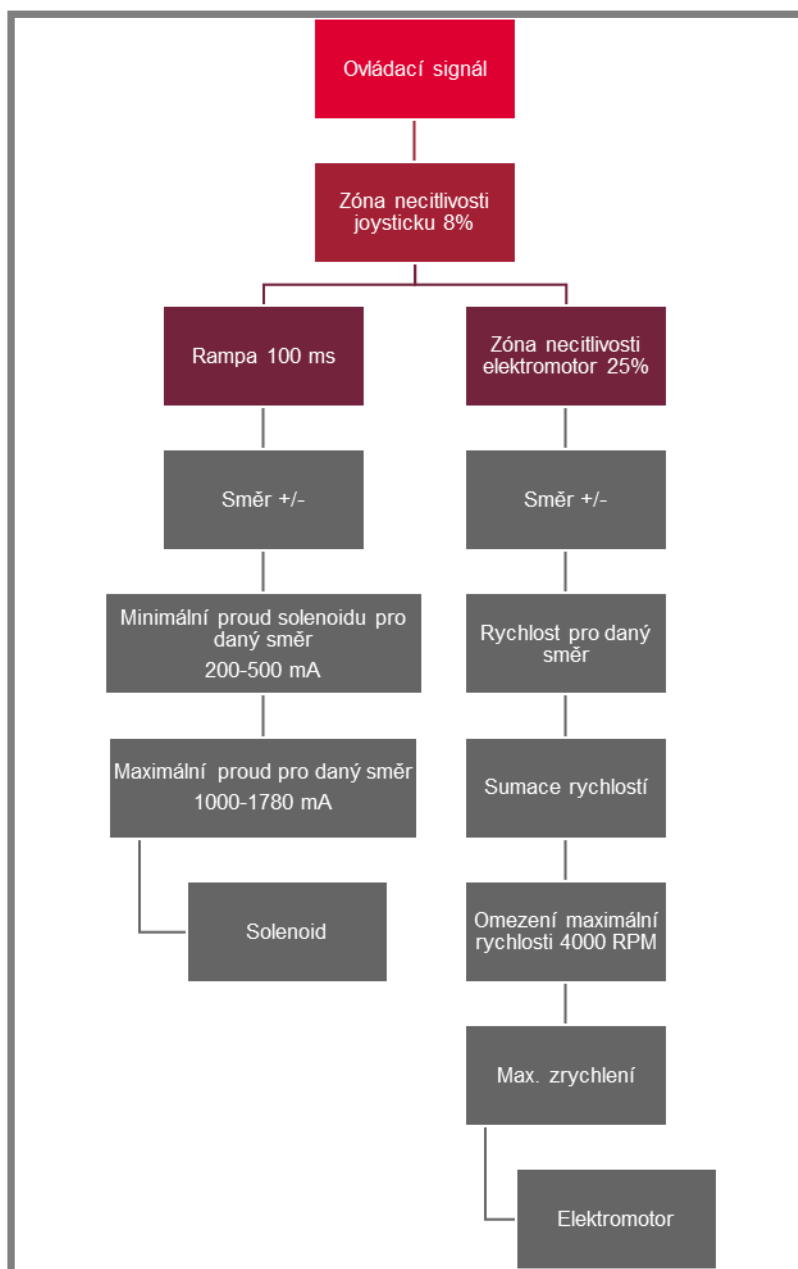 Ovládací signál
Zóna necitlivosti
joysticku 8%
Rampa 100 ms
Zóna necitlivosti
elektromotor 25%
Směr +/-
Směr +/-
Minimální proud solenoidu pro
daný směr
200-500 mA
Rychlost pro daný
směr
Maximální proud pro daný směr
1000-1780 mA
Sumace rychlostí
Solenoid
Omezení maximální
rychlosti 4000 RPM
Max. zrychlení
Elektromotor